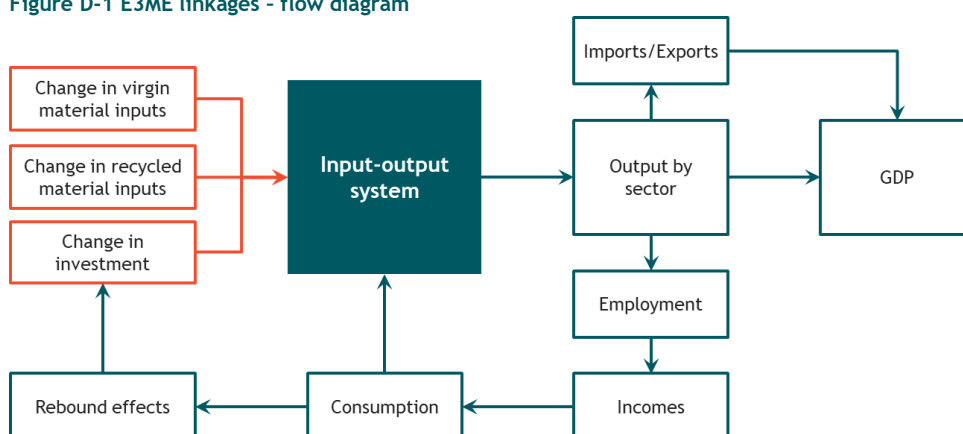 Figure D-1 E3ME linkages - flow diagram
Imports/Exports
Change in virgin
material inputs
Change in recycled
material inputs
Change in
investment
Input-output
system
Output by
sector
GDP
Employment
Rebound effects
Consumption
Incomes